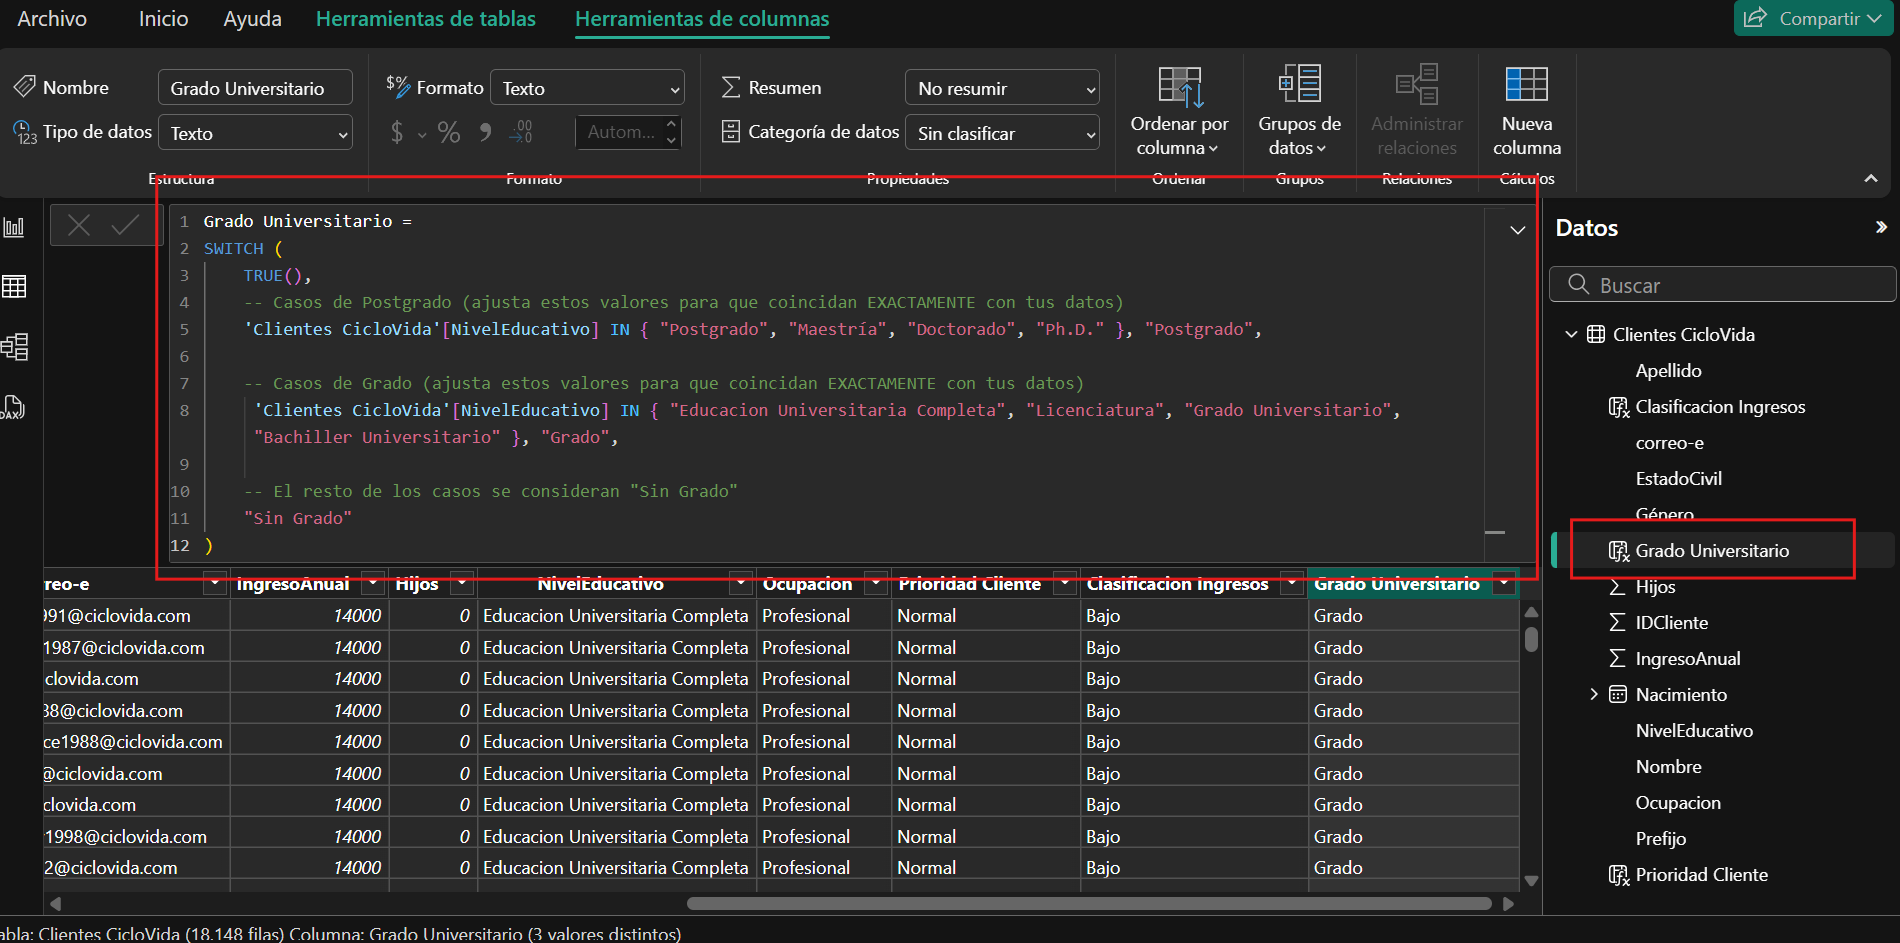 Archivo Inicio Ayuda Herramientas de tablas Herramientas de columnas Compartir
Nombre Grado Universitario Formato Texto Resumen No resumir
Tipo de datos Texto $ % 9 .00 Autom... Categoría de datos Sin clasificar
Ordenar por columna
Grupos de datos
Administrar relaciones
Nueva columna
Estructura Formato Propiedades Ordenar Grupos Relaciones Cálculos
1 Grado Universitario =
2 SWITCH (
3 TRUE(),
4 -- Casos de Postgrado (ajusta estos valores para que coincidan EXACTAMENTE con tus datos)
5 'Clientes CicloVida'[NivelEducativo] IN { "Postgrado", "Maestría", "Doctorado", "Ph.D." }, "Postgrado",
6
7 -- Casos de Grado (ajusta estos valores para que coincidan EXACTAMENTE con tus datos)
8 'Clientes CicloVida'[NivelEducativo] IN { "Educacion Universitaria Completa", "Licenciatura", "Grado Universitario",
"Bachiller Universitario" }, "Grado",
9
10 -- El resto de los casos se consideran "Sin Grado"
11 "Sin Grado"
12 )
reo-e IngresoAnual Hijos NivelEducativo Ocupacion Prioridad Cliente Clasificacion Ingresos Grado Universitario
991@ciclovida.com 14000 0 Educacion Universitaria Completa Profesional Normal Bajo Grado
1987@ciclovida.com 14000 0 Educacion Universitaria Completa Profesional Normal Bajo Grado
clovida.com 14000 0 Educacion Universitaria Completa Profesional Normal Bajo Grado
38@ciclovida.com 14000 0 Educacion Universitaria Completa Profesional Normal Bajo Grado
ce1988@ciclovida.com 14000 0 Educacion Universitaria Completa Profesional Normal Bajo Grado
@ciclovida.com 14000 0 Educacion Universitaria Completa Profesional Normal Bajo Grado
clovida.com 14000 0 Educacion Universitaria Completa Profesional Normal Bajo Grado
1998@ciclovida.com 14000 0 Educacion Universitaria Completa Profesional Normal Bajo Grado
2@ciclovida.com 14000 0 Educacion Universitaria Completa Profesional Normal Bajo Grado
Datos
Buscar
Clientes CicloVida
Apellido
Clasificacion Ingresos
correo-e
EstadoCivil
Género
Grado Universitario
Hijos
IDCliente
IngresoAnual
Nacimiento
NivelEducativo
Nombre
Ocupacion
Prefijo
Prioridad Cliente
abla: Clientes CicloVida (18.148 filas) Columna: Grado Universitario (3 valores distintos)